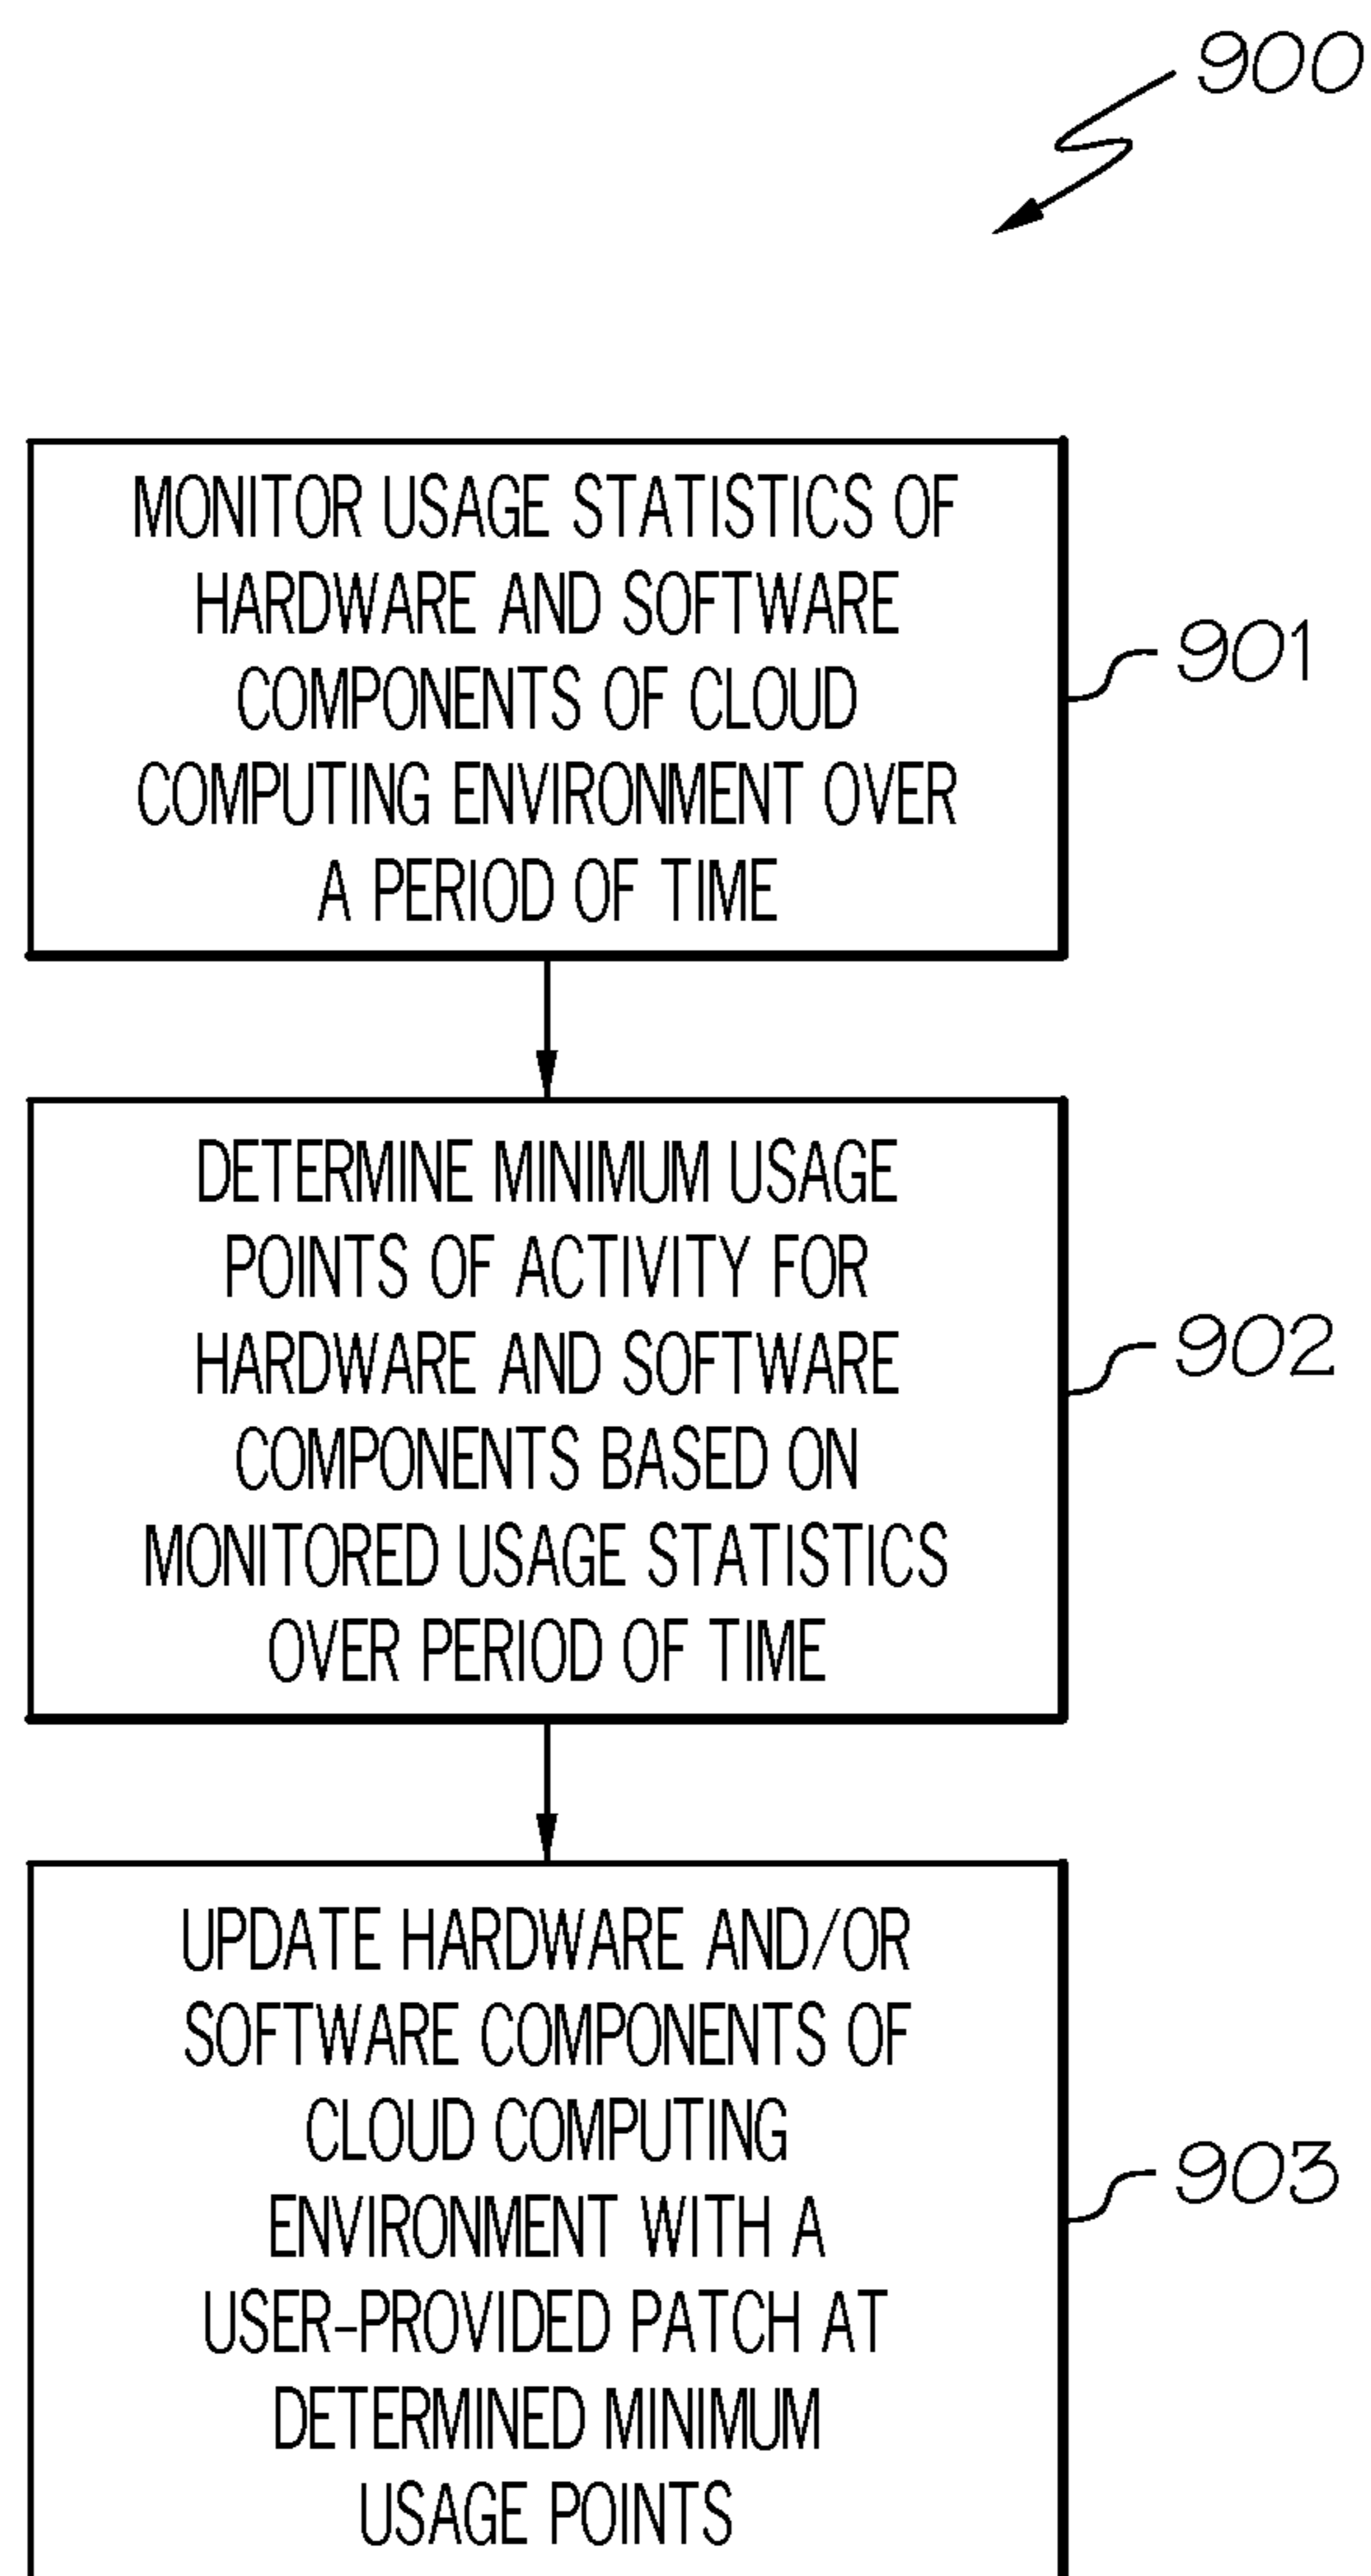 900
MONITOR USAGE STATISTICS OF
HARDWARE AND SOFTWARE
COMPONENTS OF CLOUD
COMPUTING ENVIRONMENT OVER
A PERIOD OF TIME
901
DETERMINE MINIMUM USAGE
POINTS OF ACTIVITY FOR
HARDWARE AND SOFTWARE
COMPONENTS BASED ON
MONITORED USAGE STATISTICS
OVER PERIOD OF TIME
902
UPDATE HARDWARE AND/OR
SOFTWARE COMPONENTS OF
CLOUD COMPUTING
ENVIRONMENT WITH A
USER-PROVIDED PATCH AT
DETERMINED MINIMUM
USAGE POINTS
903